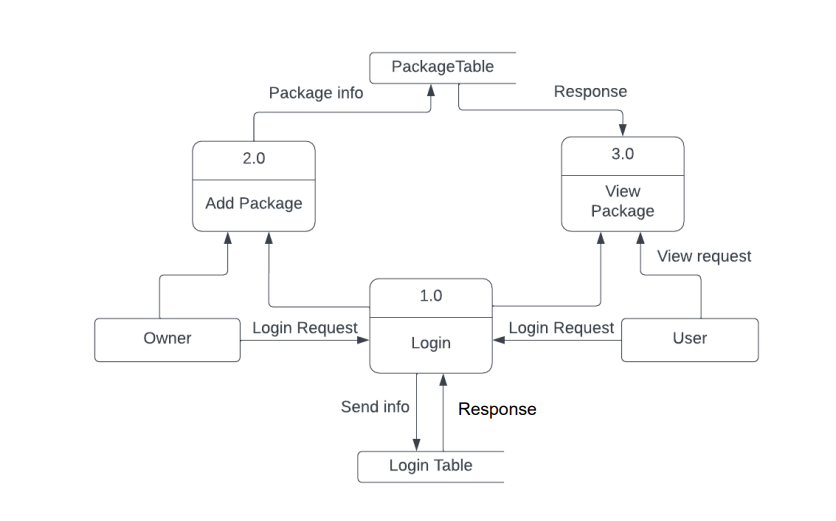 PackageTable
Package info
Response
2.0
Add Package
3.0
View
Package
View request
1.0
Login
Owner
Login Request
Login Request
User
Send info
Response
Login Table